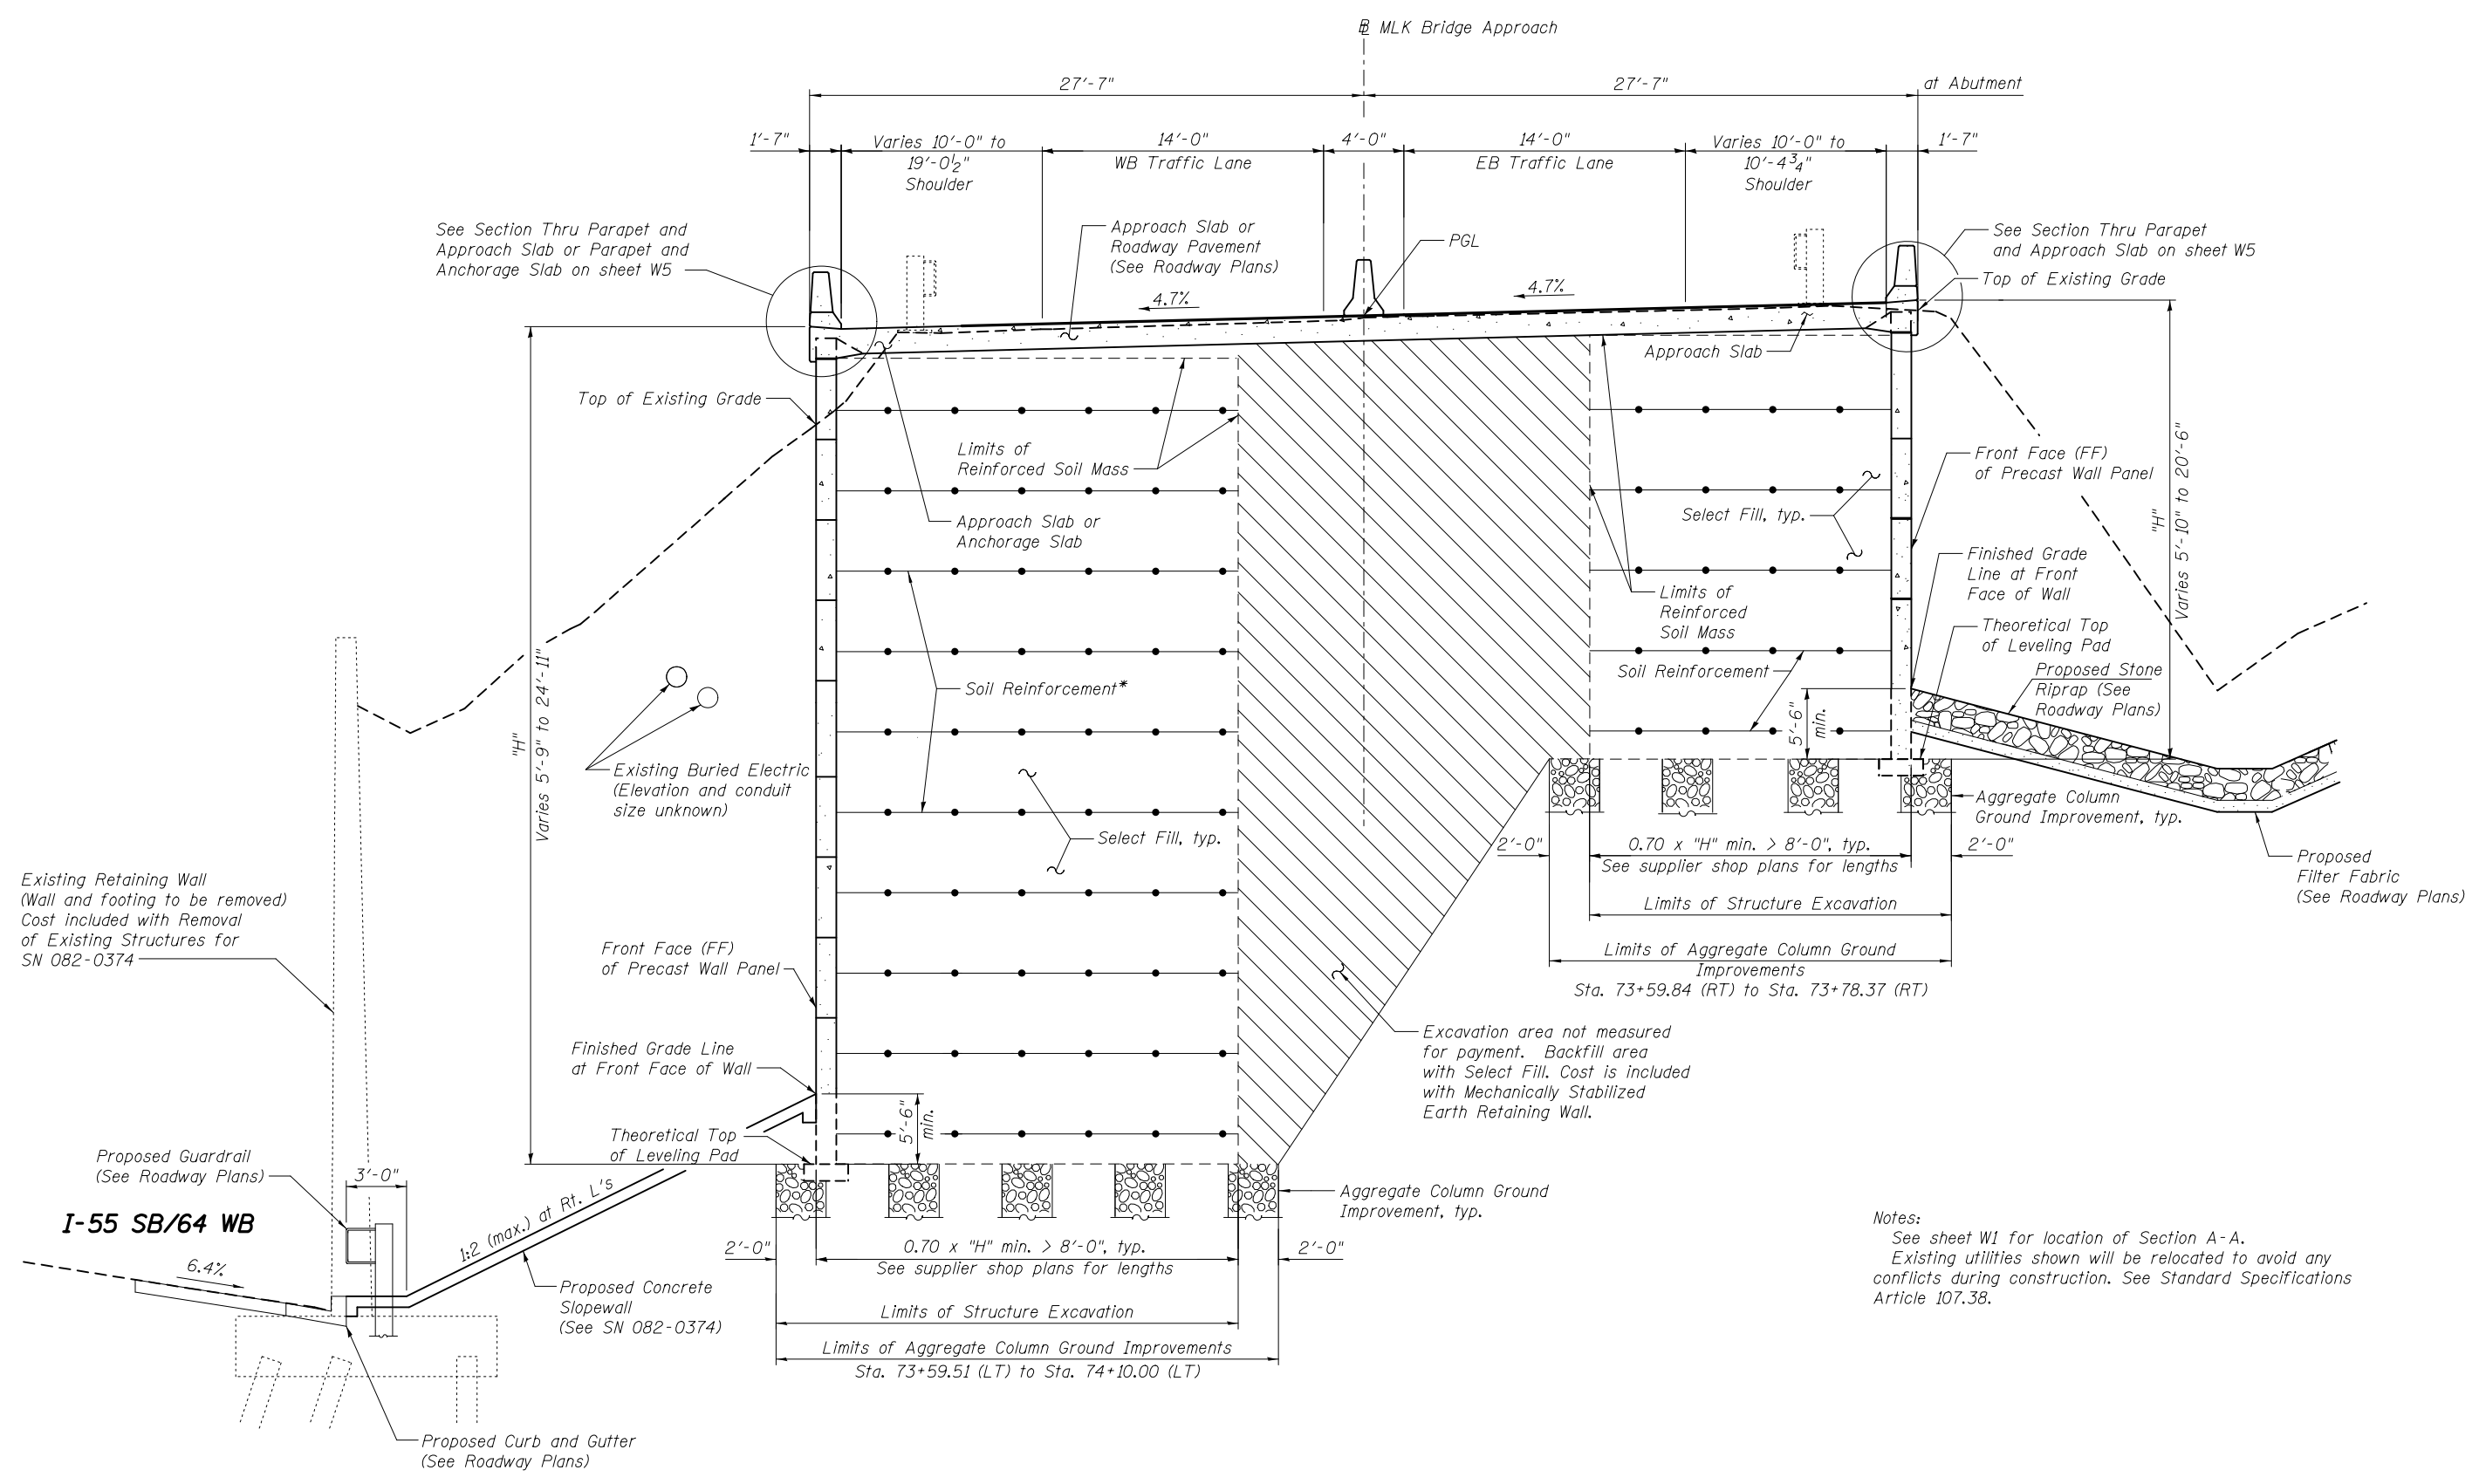 ℄ MLK Bridge Approach
27'-7"
27'-7"
at Abutment
1'-7"
Varies 10'-0" to
19'-0½"
Shoulder
14'-0"
WB Traffic Lane
4'-0"
14'-0"
EB Traffic Lane
Varies 10'-0" to
10'-4¾"
Shoulder
1'-7"
See Section Thru Parapet and
Approach Slab or Parapet and
Anchorage Slab on sheet W5
Approach Slab or
Roadway Pavement
(See Roadway Plans)
PGL
See Section Thru Parapet
and Approach Slab on sheet W5
Top of Existing Grade
4.7%
4.7%
Approach Slab
Top of Existing Grade
Limits of
Reinforced Soil Mass
Approach Slab or
Anchorage Slab
Select Fill, typ.
Front Face (FF)
of Precast Wall Panel
"H"
Varies 5'-10" to 20'-6"
Finished Grade
Line at Front
Face of Wall
Limits of
Reinforced
Soil Mass
Theoretical Top
of Leveling Pad
Soil Reinforcement
Proposed Stone
Riprap (See
Roadway Plans)
5'-6"
min.
"H"
Varies 5'-9" to 24'-11"
Soil Reinforcement*
Existing Buried Electric
(Elevation and conduit
size unknown)
Select Fill, typ.
Aggregate Column
Ground Improvement, typ.
2'-0"
0.70 x "H" min. > 8'-0", typ.
See supplier shop plans for lengths
2'-0"
Proposed
Filter Fabric
(See Roadway Plans)
Limits of Structure Excavation
Limits of Aggregate Column Ground
Improvements
Sta. 73+59.84 (RT) to Sta. 73+78.37 (RT)
Existing Retaining Wall
(Wall and footing to be removed)
Cost included with Removal
of Existing Structures for
SN 082-0374
Front Face (FF)
of Precast Wall Panel
Excavation area not measured
for payment. Backfill area
with Select Fill. Cost is included
with Mechanically Stabilized
Earth Retaining Wall.
Finished Grade Line
at Front Face of Wall
5'-6"
min.
Theoretical Top
of Leveling Pad
Proposed Guardrail
(See Roadway Plans)
3'-0"
I-55 SB/64 WB
6.4%
1:2 (max.) at Rt. L's
Aggregate Column Ground
Improvement, typ.
2'-0"
0.70 x "H" min. > 8'-0", typ.
See supplier shop plans for lengths
2'-0"
Proposed Concrete
Slopewall
(See SN 082-0374)
Limits of Structure Excavation
Limits of Aggregate Column Ground Improvements
Sta. 73+59.51 (LT) to Sta. 74+10.00 (LT)
Proposed Curb and Gutter
(See Roadway Plans)
Notes:
See sheet W1 for location of Section A-A.
Existing utilities shown will be relocated to avoid any
conflicts during construction. See Standard Specifications
Article 107.38.